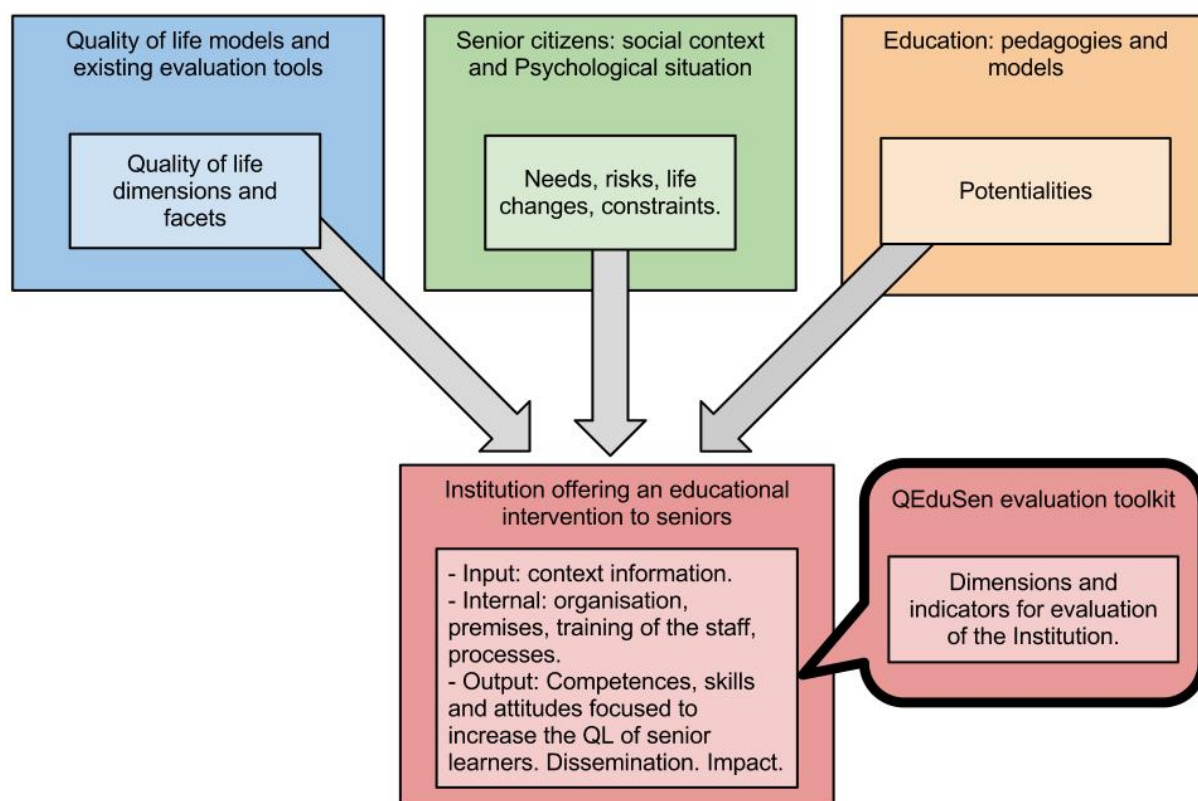 Quality of life models and
existing evaluation tools
Quality of life
dimensions and
facets
Senior citizens: social context
and Psychological situation
Needs, risks, life
changes, constraints.
Education: pedagogies and
models
Potentialities
Institution offering an educational
intervention to seniors
- Input: context information.
- Internal: organisation,
premises, training of the staff,
processes.
- Output: Competences, skills
and attitudes focused to
increase the QL of senior
learners. Dissemination. Impact.
QEduSen evaluation toolkit
Dimensions and
indicators for evaluation
of the Institution.